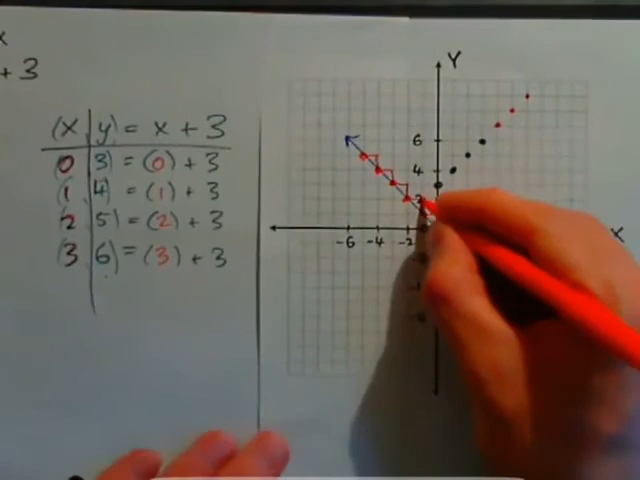 x
+ 3
(x | y) = x + 3
(0 | 3) = (0) + 3
(1 | 4) = (1) + 3
(2 | 5) = (2) + 3
(3 | 6) = (3) + 3
Y
6
4
-6 -4 -2
X